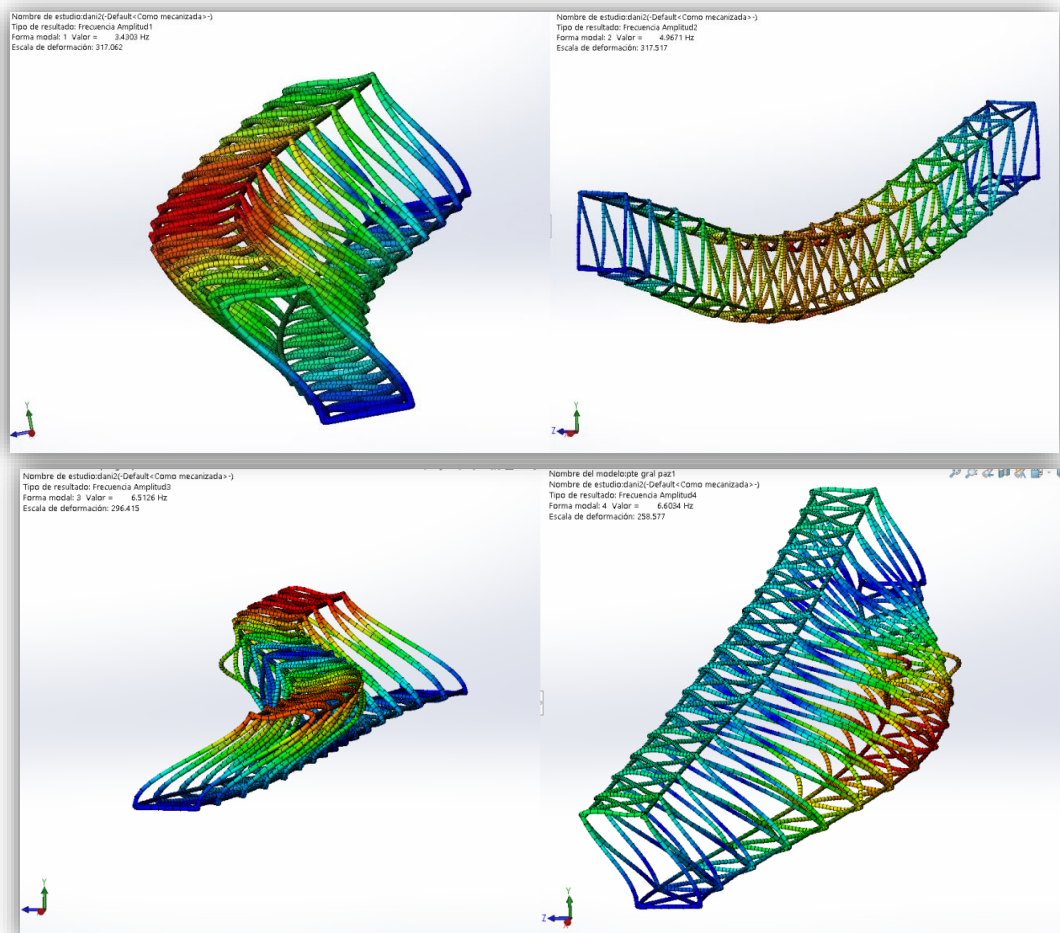 Nombre de estudio:dani2(-Default<Como mecanizada>-)
Tipo de resultado: Frecuencia Amplitud1
Forma modal: 1 Valor = 3.4303 Hz
Escala de deformación: 317.062
Y
Nombre de estudio:dani2(-Default<Como mecanizada>-)
Tipo de resultado: Frecuencia Amplitud2
Forma modal: 2 Valor = 4.9671 Hz
Escala de deformación: 317.517
Y
Z
Nombre de estudio:dani2(-Default<Como mecanizada>-)
Tipo de resultado: Frecuencia Amplitud3
Forma modal: 3 Valor = 6.5126 Hz
Escala de deformación: 296.415
Y
Nombre del modelo:pte gral paz1
Nombre de estudio:dani2(-Default<Como mecanizada>-)
Tipo de resultado: Frecuencia Amplitud4
Forma modal: 4 Valor = 6.6034 Hz
Escala de deformación: 258.577
Y
Z